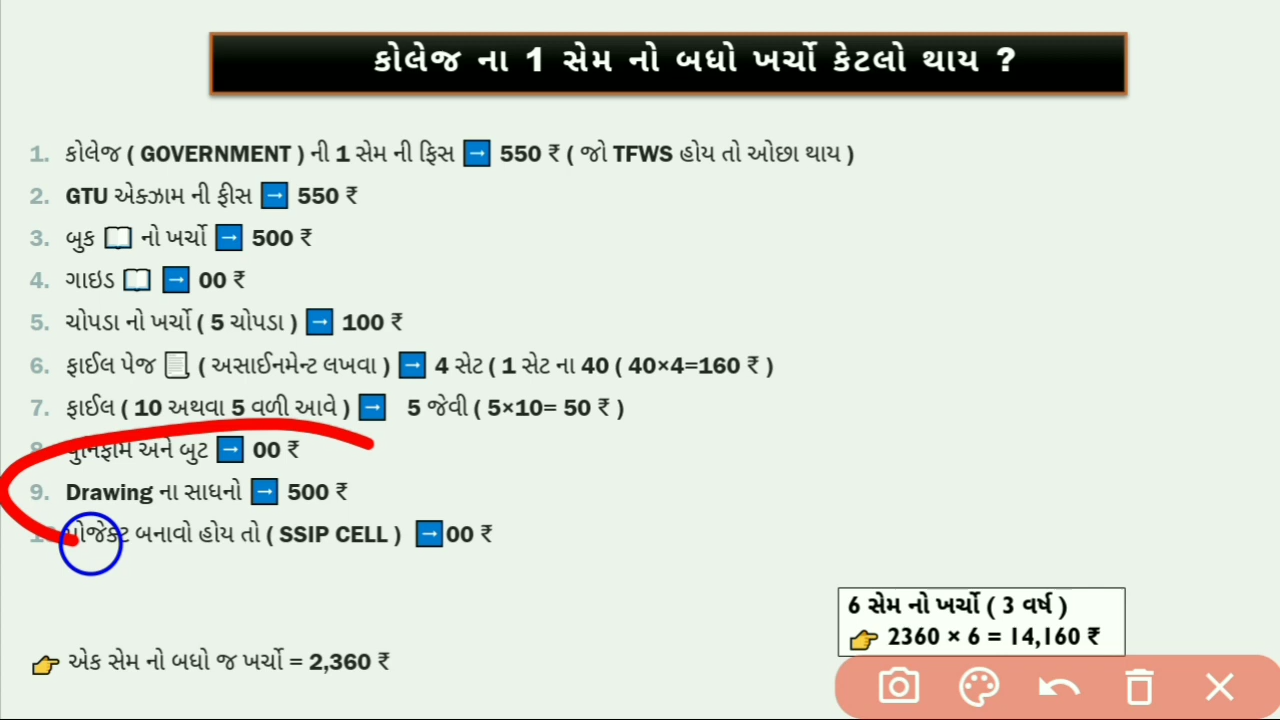 કોલેજ ના 1 સેમ નો બધો ખર્ચો કેટલો થાય ?
1. કોલેજ ( GOVERNMENT ) ની 1 સેમ ની ફિસ ➡ 550 ₹ ( જો TFWS હોય તો ઓછા થાય )
2. GTU એક્ઝામ ની ફીસ ➡ 550 ₹
3. બુક 📖 નો ખર્ચો ➡ 500 ₹
4. ગાઇડ 📖 ➡ 00 ₹
5. ચોપડા નો ખર્ચો ( 5 ચોપડા ) ➡ 100 ₹
6. ફાઈલ પેજ 📃 ( અસાઈનમેન્ટ લખવા ) ➡ 4 સેટ ( 1 સેટ ના 40 ( 40×4=160 ₹ )
7. ફાઈલ ( 10 અથવા 5 વળી આવે ) ➡ 5 જેવી ( 5×10= 50 ₹ )
8. યુનિફોર્મ અને બુટ ➡ 00 ₹
9. Drawing ના સાધનો ➡ 500 ₹
10. પ્રોજેક્ટ બનાવો હોય તો ( SSIP CELL ) ➡00 ₹
6 સેમ નો ખર્ચો ( 3 વર્ષ )
👉 2360 × 6 = 14,160 ₹
👉 એક સેમ નો બધો જ ખર્ચો = 2,360 ₹